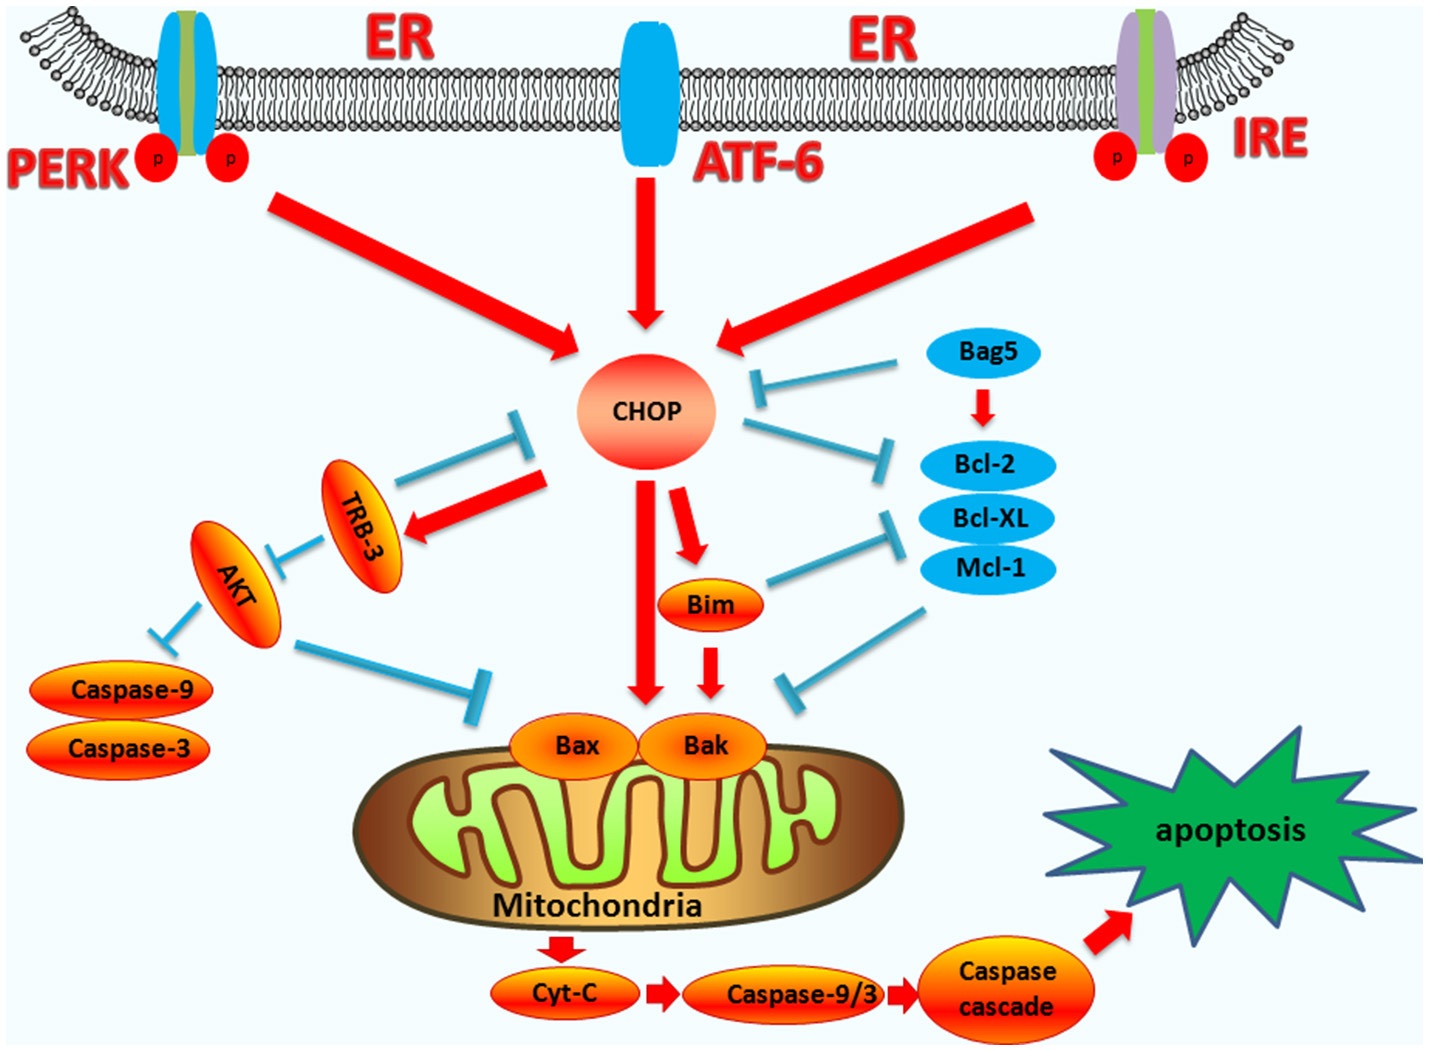 ER
ER
PERK
p
p
ATF-6
p
p
IRE
Bag5
CHOP
Bcl-2
TRB-3
Bcl-XL
AKT
Mcl-1
Bim
Caspase-9
Caspase-3
Bax
Bak
apoptosis
Mitochondria
Cyt-C
Caspase-9/3
Caspase
cascade